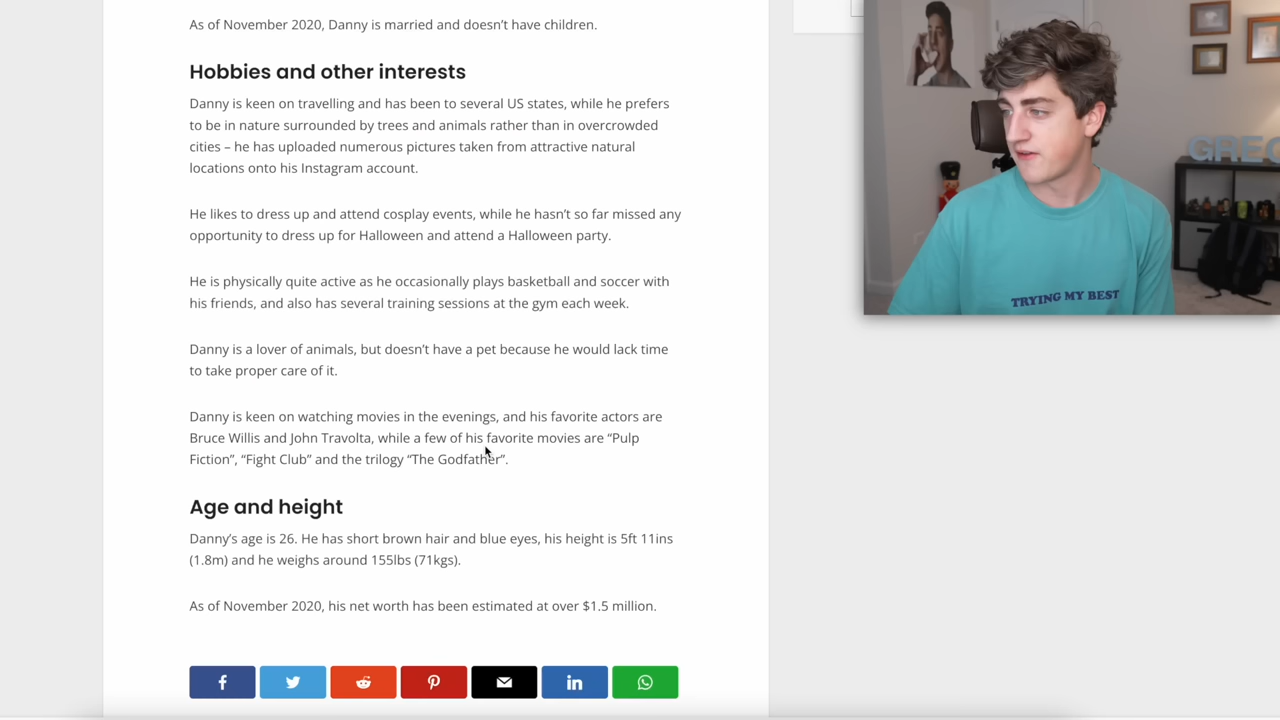 As of November 2020, Danny is married and doesn’t have children.
Hobbies and other interests
Danny is keen on travelling and has been to several US states, while he prefers
to be in nature surrounded by trees and animals rather than in overcrowded
cities – he has uploaded numerous pictures taken from attractive natural
locations onto his Instagram account.
He likes to dress up and attend cosplay events, while he hasn’t so far missed any
opportunity to dress up for Halloween and attend a Halloween party.
He is physically quite active as he occasionally plays basketball and soccer with
his friends, and also has several training sessions at the gym each week.
Danny is a lover of animals, but doesn’t have a pet because he would lack time
to take proper care of it.
Danny is keen on watching movies in the evenings, and his favorite actors are
Bruce Willis and John Travolta, while a few of his favorite movies are “Pulp
Fiction”, “Fight Club” and the trilogy “The Godfather”.
Age and height
Danny’s age is 26. He has short brown hair and blue eyes, his height is 5ft 11ins
(1.8m) and he weighs around 155lbs (71kgs).
As of November 2020, his net worth has been estimated at over $1.5 million.
GREG
TRYING MY BEST